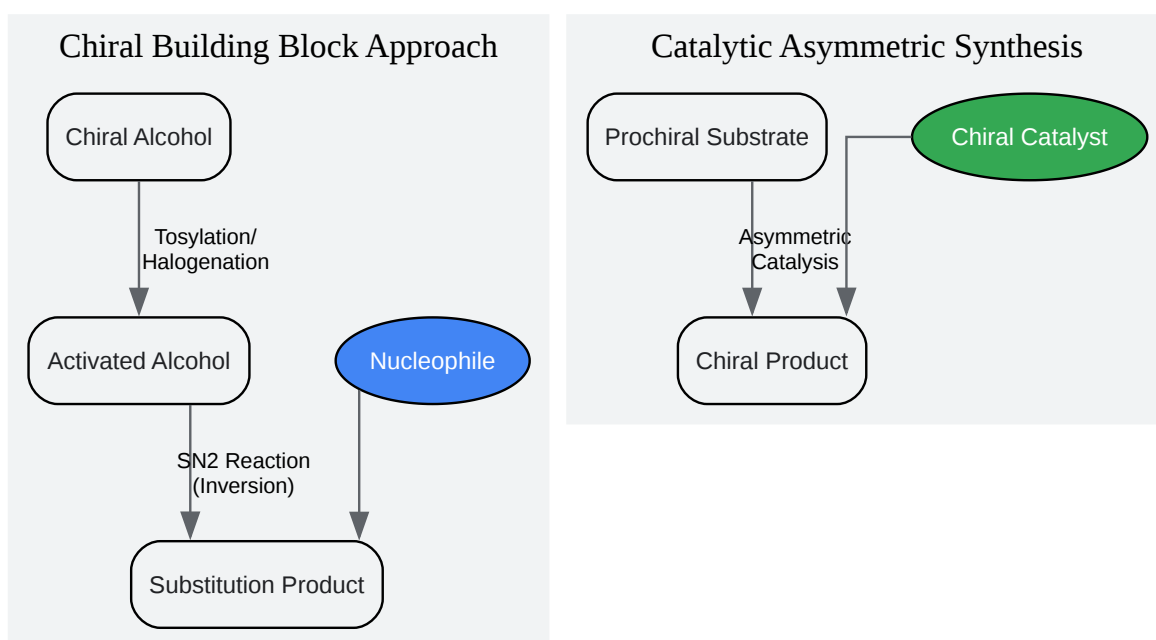 Chiral Building Block Approach
Chiral Alcohol
Tosylation/
Halogenation
Activated Alcohol
Nucleophile
SN2 Reaction
(Inversion)
Substitution Product
Catalytic Asymmetric Synthesis
Prochiral Substrate
Chiral Catalyst
Asymmetric
Catalysis
Chiral Product